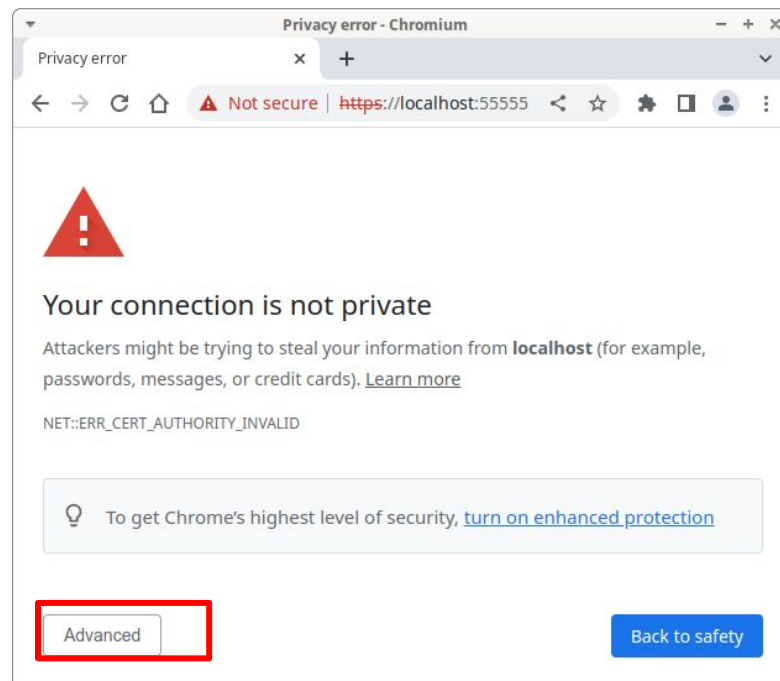 Privacy error - Chromium
Privacy error
Not secure | https://localhost:55555
Your connection is not private
Attackers might be trying to steal your information from localhost (for example,
passwords, messages, or credit cards). Learn more
NET::ERR_CERT_AUTHORITY_INVALID
To get Chrome’s highest level of security, turn on enhanced protection
Advanced
Back to safety